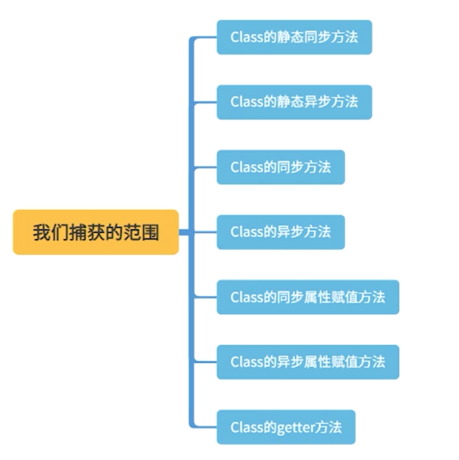 我们捕获的范围
Class的静态同步方法
Class的静态异步方法
Class的同步方法
Class的异步方法
Class的同步属性赋值方法
Class的异步属性赋值方法
Class的getter方法